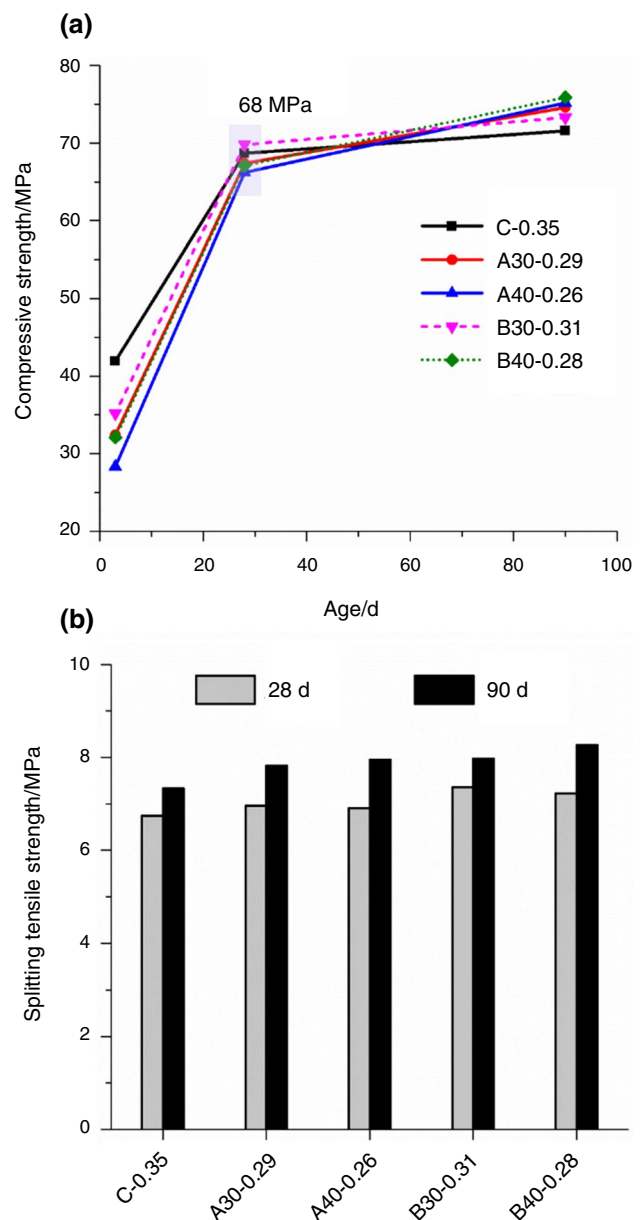 (a)
80
70
60
50
40
30
20
Compressive strength/MPa
68 MPa
C-0.35
A30-0.29
A40-0.26
B30-0.31
B40-0.28
0
20
40
60
80
100
Age/d
(b)
10
8
6
4
2
0
Splitting tensile strength/MPa
28 d
90 d
C-0.35
A30-0.29
A40-0.26
B30-0.31
B40-0.28